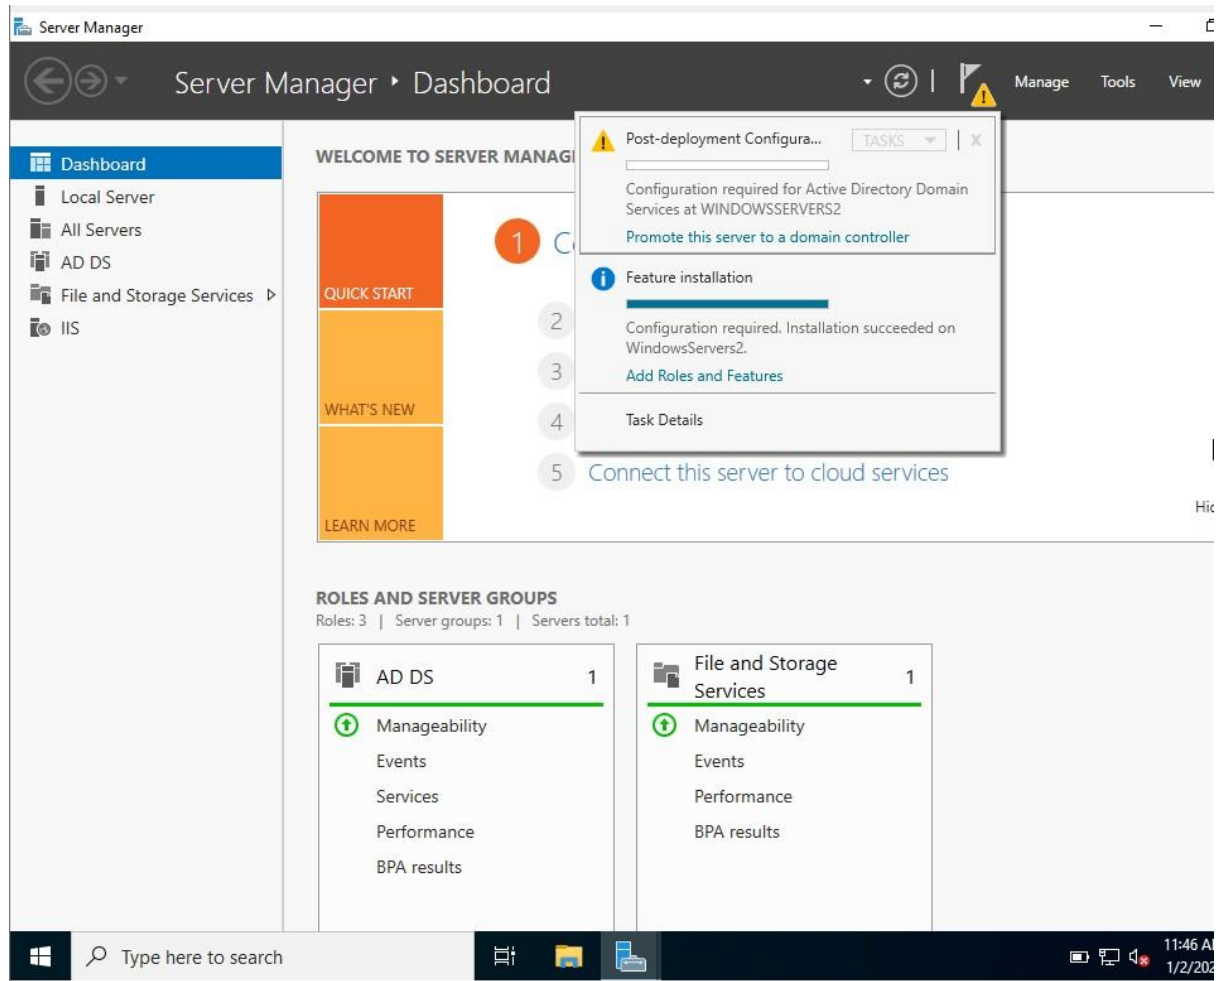 Server Manager
Server Manager • Dashboard
Manage Tools View
Dashboard
Local Server
All Servers
AD DS
File and Storage Services
IIS
WELCOME TO SERVER MANAG
Post-deployment Configura... TASKS X
Configuration required for Active Directory Domain
Services at WINDOWSSERVERS2
Promote this server to a domain controller
Feature installation
Configuration required. Installation succeeded on
WindowsServers2.
Add Roles and Features
Task Details
QUICK START
WHAT'S NEW
LEARN MORE
1 Co
2
3
4
5 Connect this server to cloud services
Hid
ROLES AND SERVER GROUPS
Roles: 3 | Server groups: 1 | Servers total: 1
AD DS 1
Manageability
Events
Services
Performance
BPA results
File and Storage
Services 1
Manageability
Events
Performance
BPA results
Type here to search
11:46 A
1/2/202